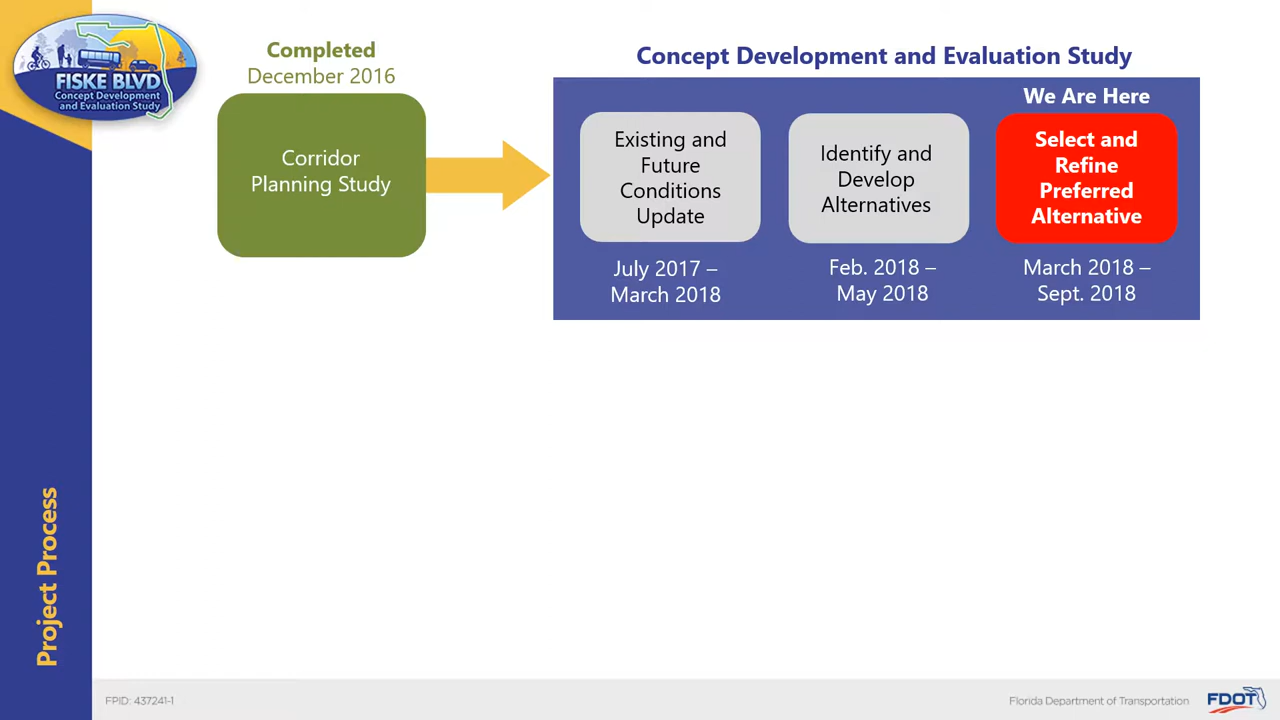 FISKE BLVD
Concept Development
and Evaluation Study
Completed
December 2016
Corridor
Planning Study
Concept Development and Evaluation Study
We Are Here
Existing and
Future
Conditions
Update
Identify and
Develop
Alternatives
Select and
Refine
Preferred
Alternative
July 2017 –
March 2018
Feb. 2018 –
May 2018
March 2018 –
Sept. 2018
Project Process
FPID: 437241-1
Florida Department of Transportation
FDOT